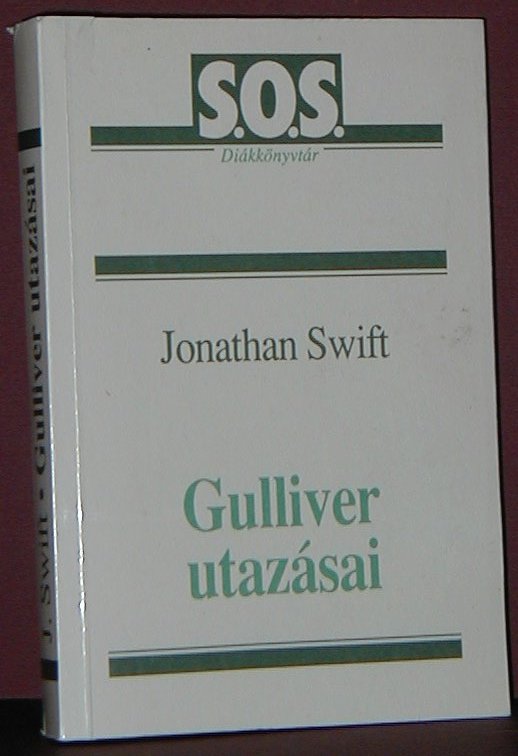 S.O.S.
Diákkönyvtár
Jonathan Swift
Gulliver
utazásai
J. Swift • Gulliver utazásai